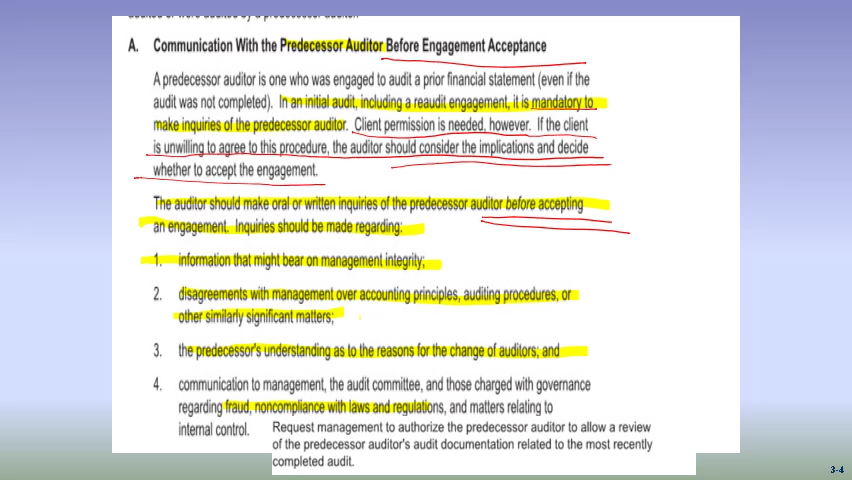 A. Communication With the Predecessor Auditor Before Engagement Acceptance
A predecessor auditor is one who was engaged to audit a prior financial statement (even if the
audit was not completed). In an initial audit, including a reaudit engagement, it is mandatory to
make inquiries of the predecessor auditor. Client permission is needed, however. If the client
is unwilling to agree to this procedure, the auditor should consider the implications and decide
whether to accept the engagement.
The auditor should make oral or written inquiries of the predecessor auditor before accepting
an engagement. Inquiries should be made regarding:
1. information that might bear on management integrity;
2. disagreements with management over accounting principles, auditing procedures, or
other similarly significant matters;
3. the predecessor's understanding as to the reasons for the change of auditors; and
4. communication to management, the audit committee, and those charged with governance
regarding fraud, noncompliance with laws and regulations, and matters relating to
internal control.
Request management to authorize the predecessor auditor to allow a review
of the predecessor auditor's audit documentation related to the most recently
completed audit.
3-4